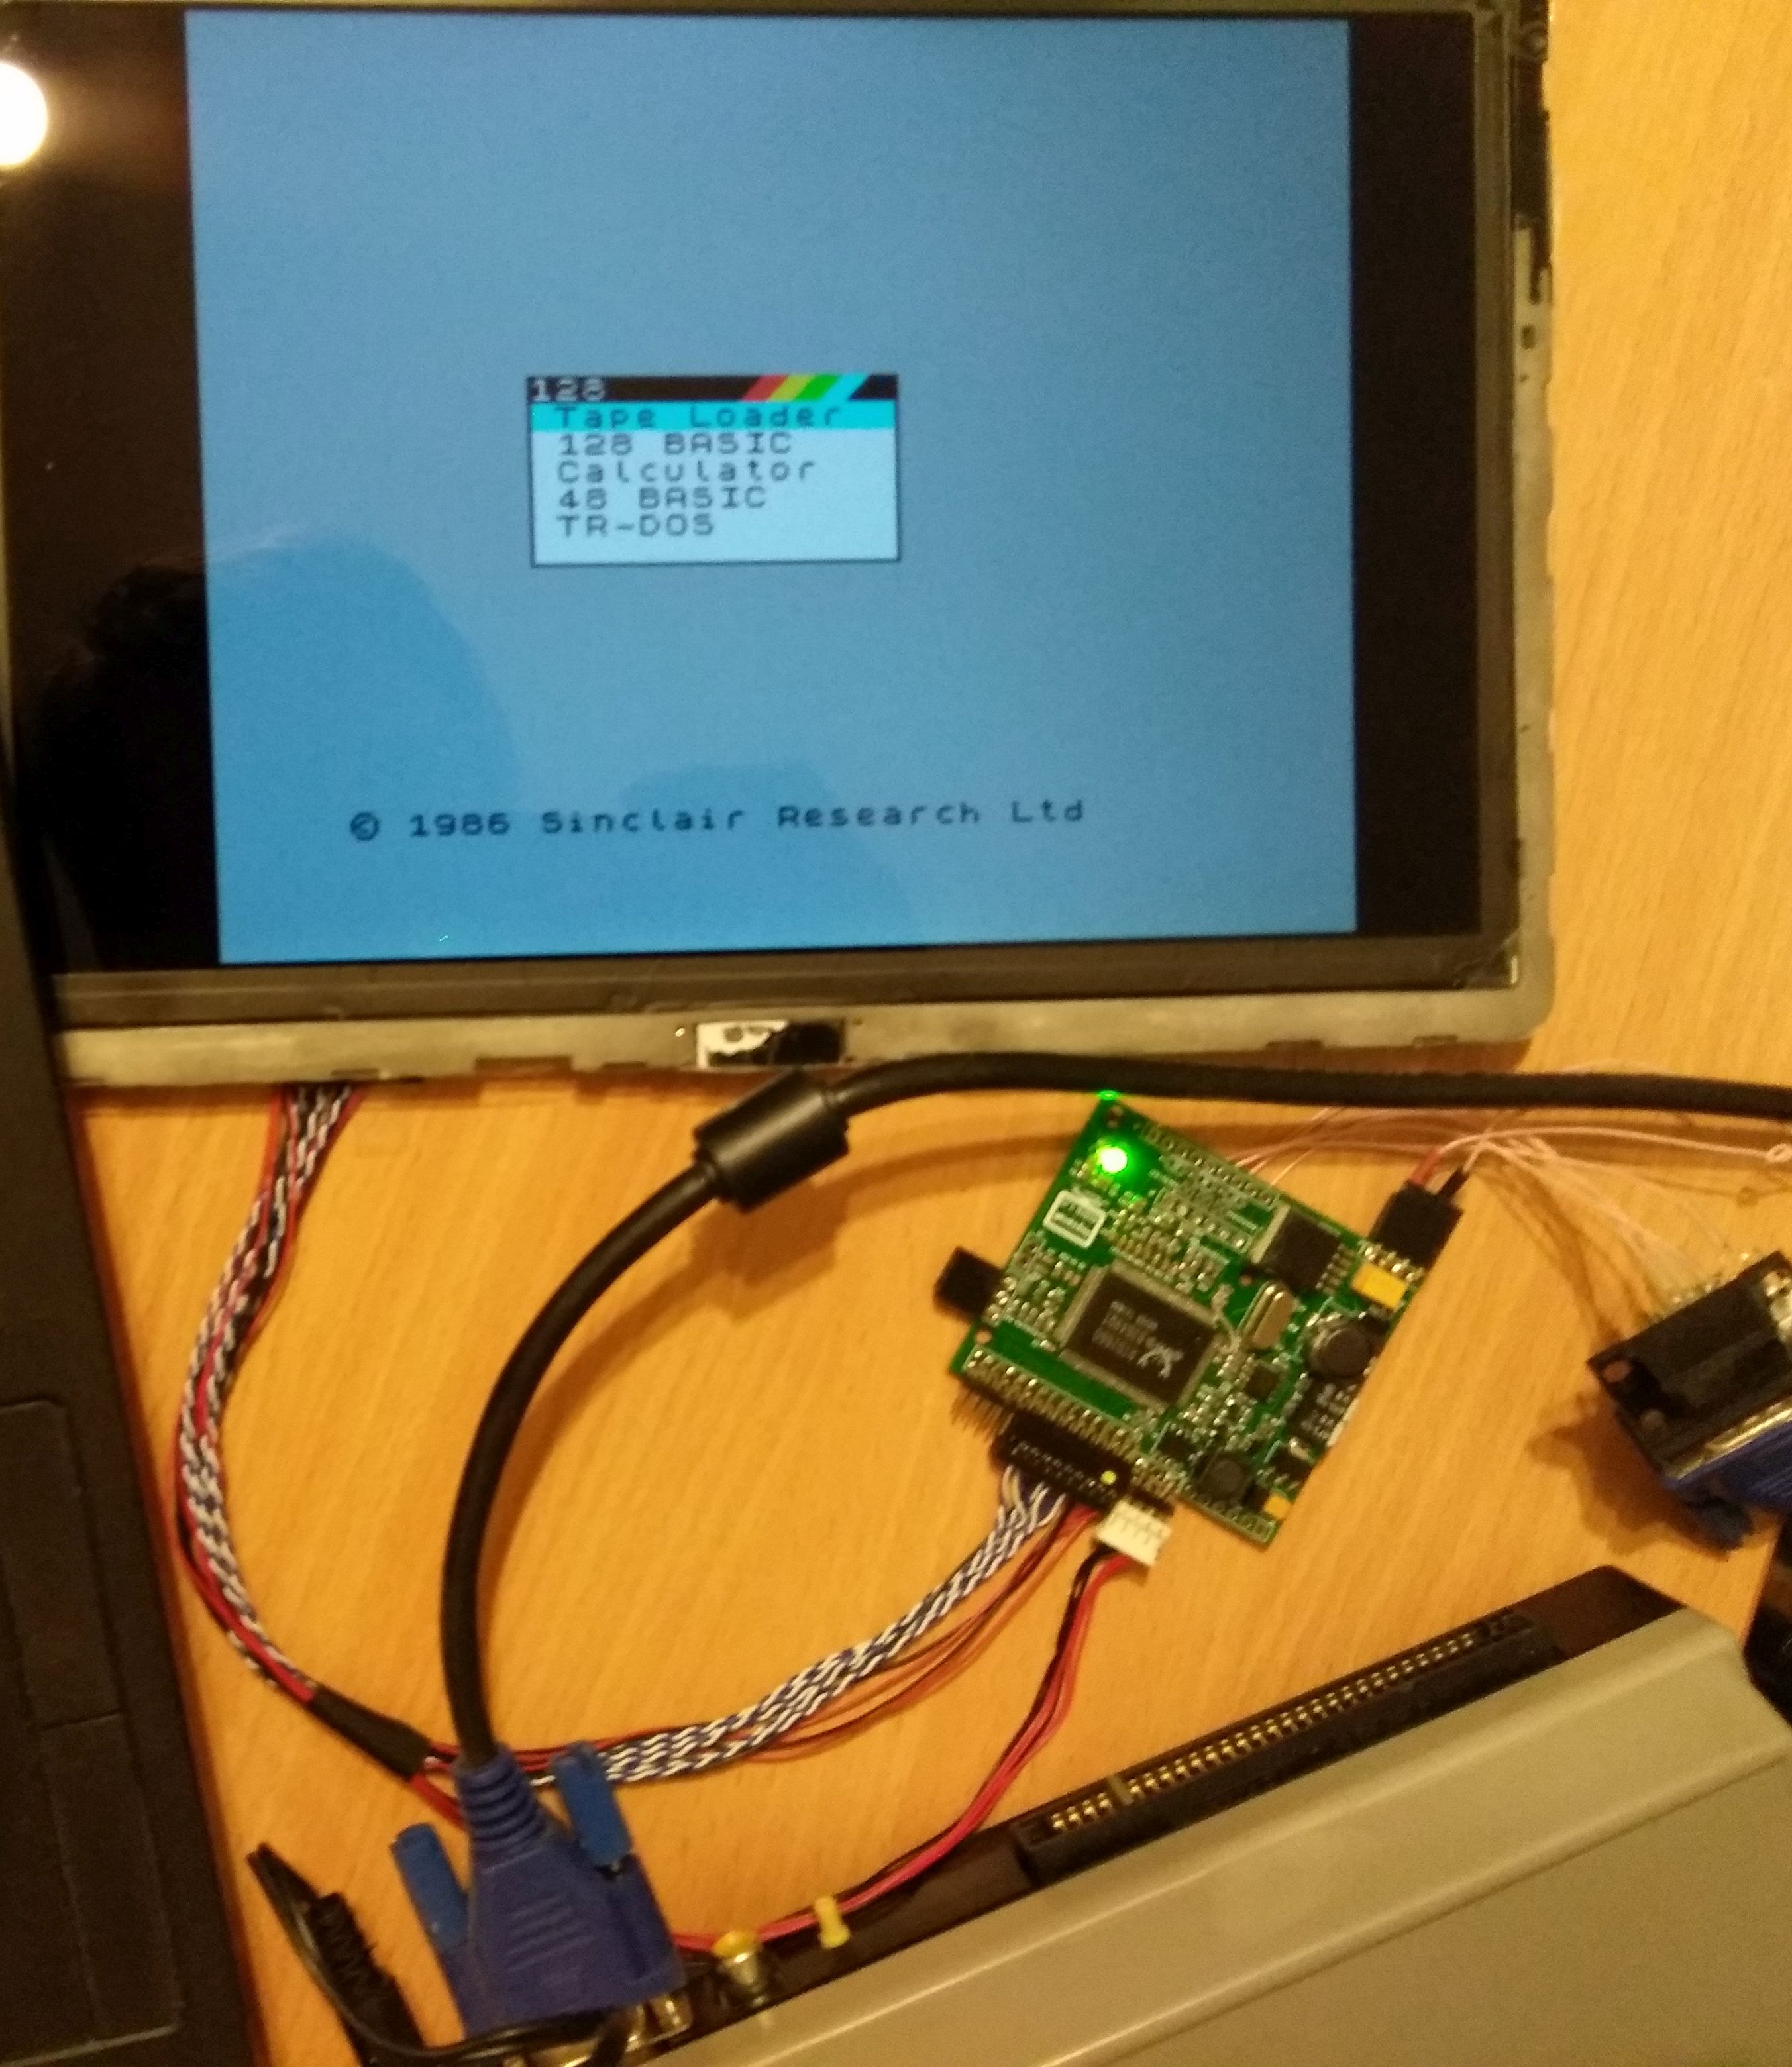 128
Tape Loader
128 BASIC
Calculator
48 BASIC
TR-DOS
© 1986 Sinclair Research Ltd